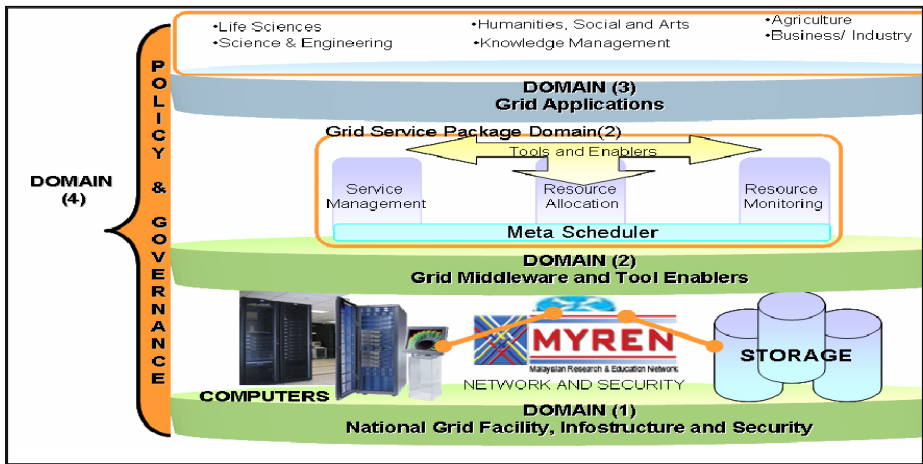 •Life Sciences
•Science & Engineering
•Humanities, Social and Arts
•Knowledge Management
•Agriculture
•Business/ Industry
DOMAIN (3)
Grid Applications
Grid Service Package Domain(2)
Tools and Enablers
Service
Management
Resource
Allocation
Resource
Monitoring
Meta Scheduler
DOMAIN (2)
Grid Middleware and Tool Enablers
DOMAIN
(4)
POLICY & GOVERNANCE
MYREN
Malaysian Research & Education Network
NETWORK AND SECURITY
COMPUTERS
STORAGE
DOMAIN (1)
National Grid Facility, Infostructure and Security